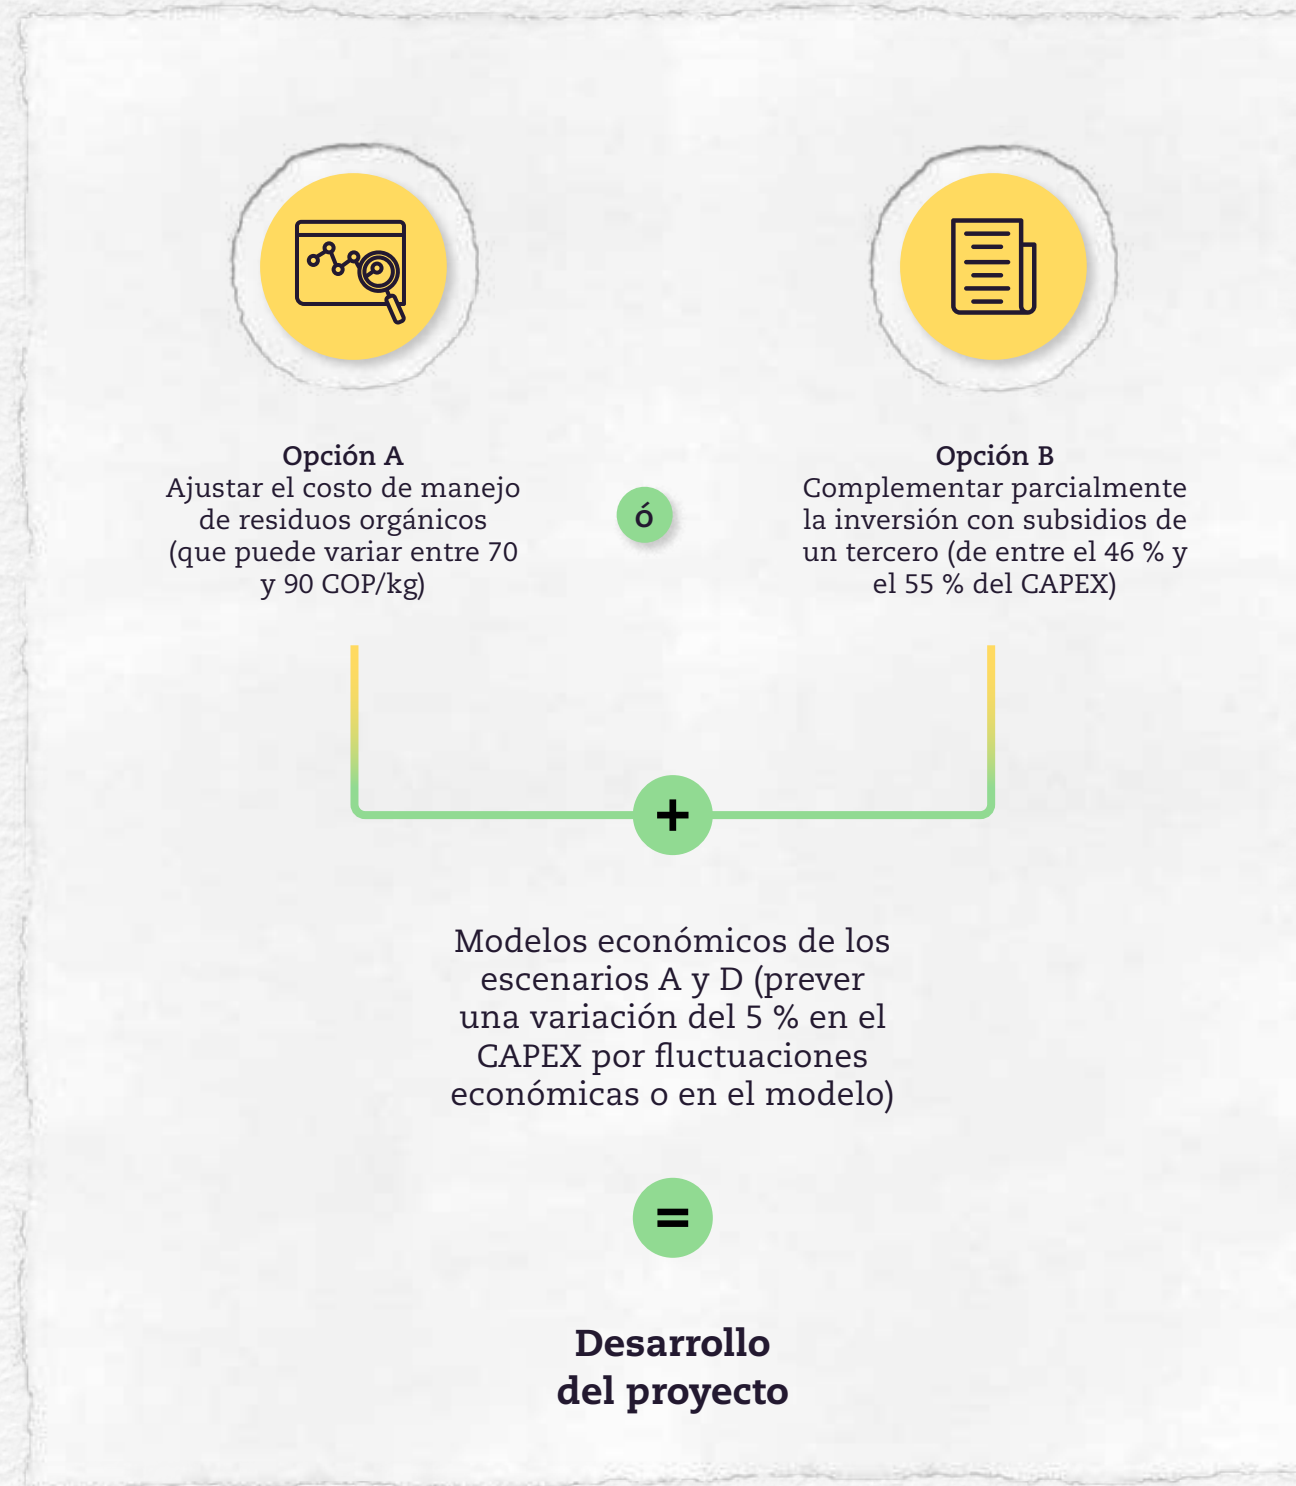 Opción A
Ajustar el costo de manejo
de residuos orgánicos
(que puede variar entre 70
y 90 COP/kg)
ó
Opción B
Complementar parcialmente
la inversión con subsidios de
un tercero (de entre el 46 % y
el 55 % del CAPEX)
+
Modelos económicos de los
escenarios A y D (prever
una variación del 5 % en el
CAPEX por fluctuaciones
económicas o en el modelo)
=
Desarrollo
del proyecto